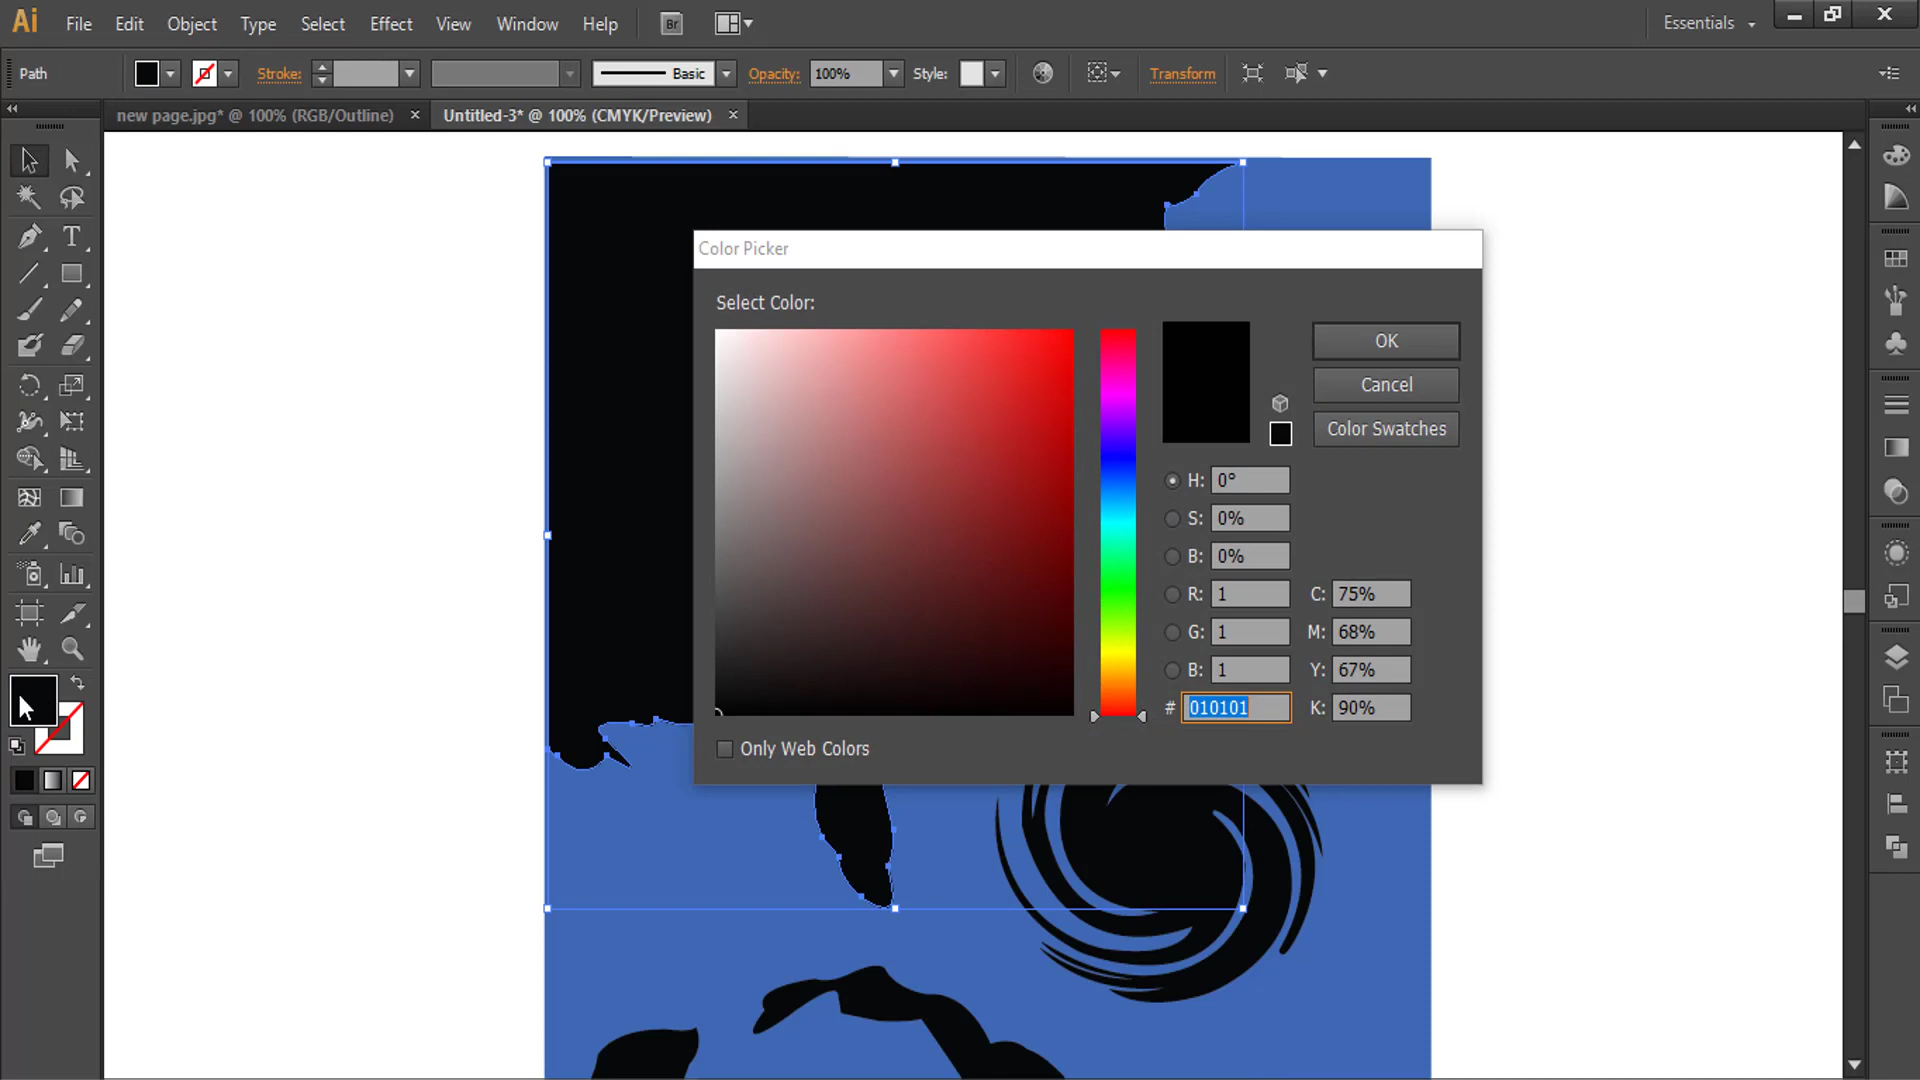 Ai File Edit Object Type Select Effect View Window Help Br Essentials
Path Stroke: Basic Opacity: 100% Style: Transform
new page.jpg* @ 100% (RGB/Outline) Untitled-3* @ 100% (CMYK/Preview)
Color Picker
Select Color:
OK
Cancel
Color Swatches
H: 0°
S: 0%
B: 0%
R: 1 C: 75%
G: 1 M: 68%
B: 1 Y: 67%
# 010101 K: 90%
Only Web Colors